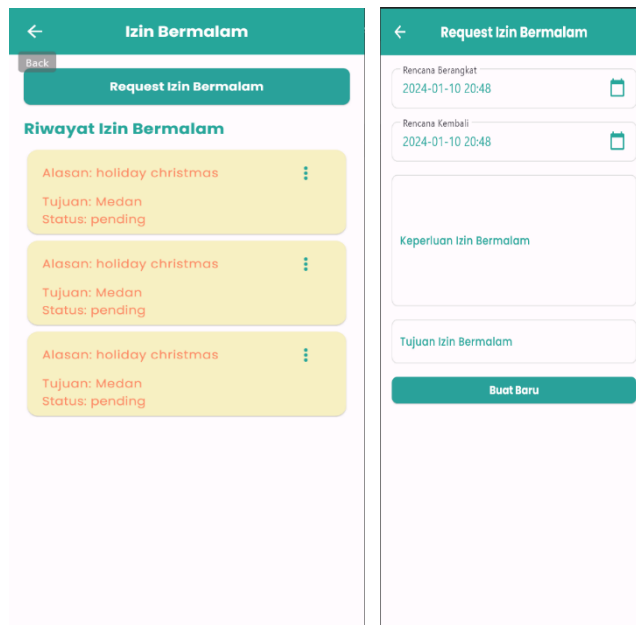 Izin Bermalam
Back
Request Izin Bermalam
Riwayat Izin Bermalam
Alasan: holiday christmas
Tujuan: Medan
Status: pending
Alasan: holiday christmas
Tujuan: Medan
Status: pending
Alasan: holiday christmas
Tujuan: Medan
Status: pending
Request Izin Bermalam
Rencana Berangkat
2024-01-10 20:48
Rencana Kembali
2024-01-10 20:48
Keperluan Izin Bermalam
Tujuan Izin Bermalam
Buat Baru